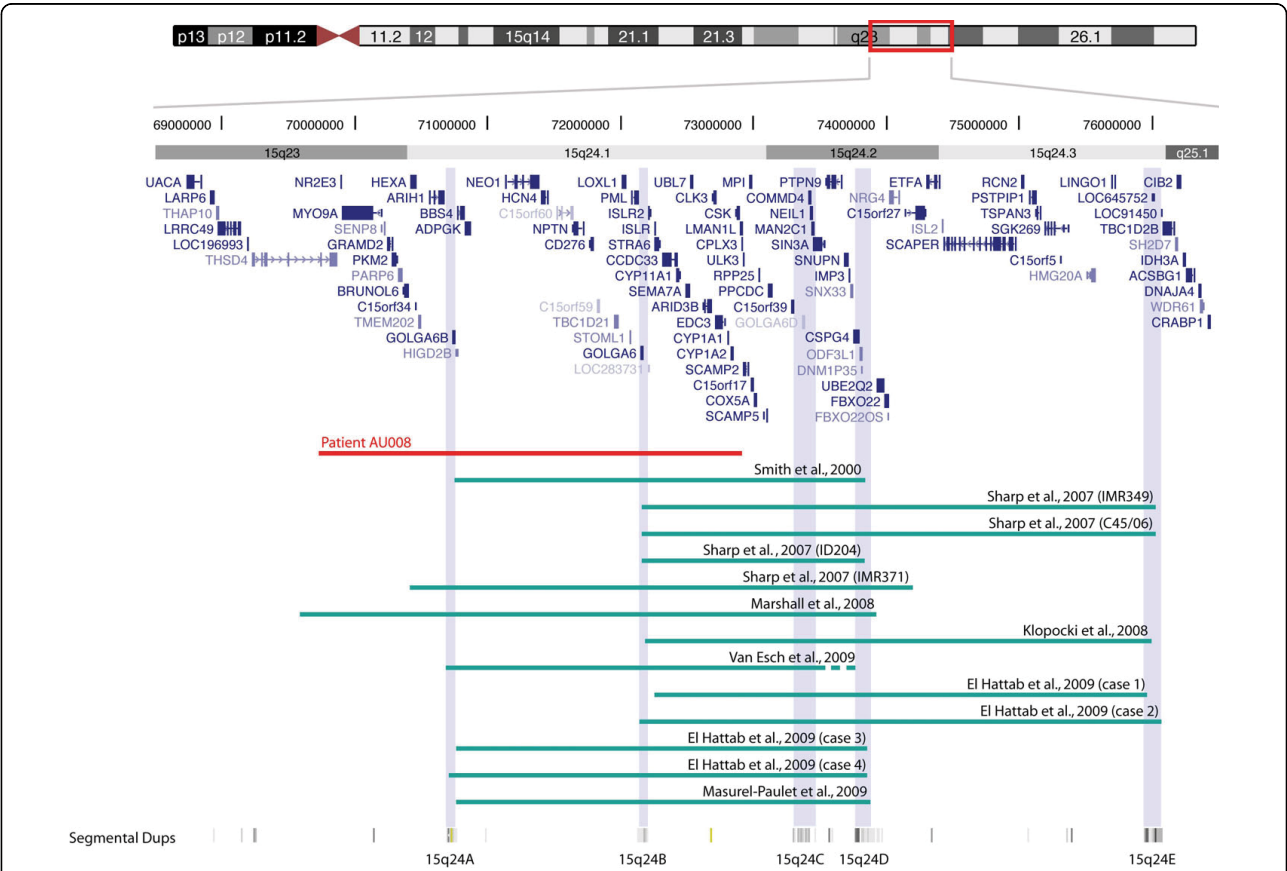 p13 p12 p11.2 11.2 12 15q14 21.1 21.3 q23 26.1
69000000 70000000 71000000 72000000 73000000 74000000 75000000 76000000
15q23 15q24.1 15q24.2 15q24.3 q25.1
UACA NR2E3 HEXA NEO1 LOXL1 UBL7 MPI PTPN9 ETFA RCN2 LINGO1 CIB2
LARP6 ARIH1 HCN4 PML CLK3 COMMD4 NRG4 PSTPIP1 LOC645752
THAP10 MYO9A BBS4 C15orf60 ISLR2 CSK NEIL1 C15orf27 TSPAN3 LOC91450
LRRC49 SENP8 ADPGK NPTN ISLR LMAN1L MAN2C1 ISL2 SGK269 TBC1D2B
LOC196993 GRAMD2 CD276 STRA6 CPLX3 SIN3A SCAPER SH2D7
THSD4 PKM2 CCDC33 ULK3 SNUPN C15orf5 IDH3A
PARP6 CYP11A1 RPP25 IMP3 HMG20A ACSBG1
BRUNOL6 SEMA7A PPCDC SNX33 DNAJA4
C15orf34 C15orf59 ARID3B C15orf39 WDR61
TMEM202 TBC1D21 EDC3 GOLGA6D CRABP1
GOLGA6B STOML1 CYP1A1 CSPG4
HIGD2B GOLGA6 CYP1A2 ODF3L1
LOC283731 SCAMP2 DNM1P35
C15orf17 UBE2Q2
COX5A FBXO22
SCAMP5 FBXO22OS
Patient AU008
Smith et al., 2000
Sharp et al., 2007 (IMR349)
Sharp et al., 2007 (C45/06)
Sharp et al., 2007 (ID204)
Sharp et al., 2007 (IMR371)
Marshall et al., 2008
Klopocki et al., 2008
Van Esch et al., 2009
El Hattab et al., 2009 (case 1)
El Hattab et al., 2009 (case 2)
El Hattab et al., 2009 (case 3)
El Hattab et al., 2009 (case 4)
Masurel-Paulet et al., 2009
Segmental Dups
15q24A 15q24B 15q24C 15q24D 15q24E